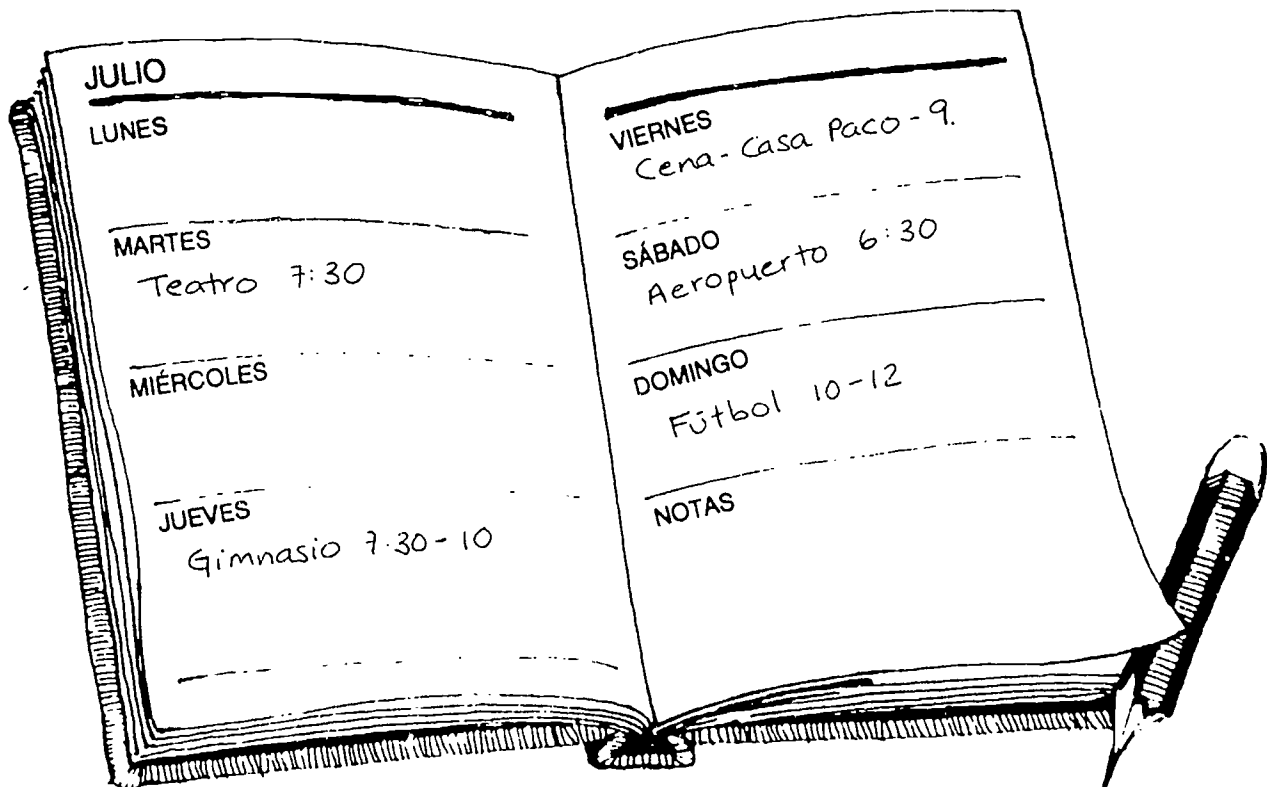 JULIO
LUNES
MARTES
Teatro 7:30
MIÉRCOLES
JUEVES
Gimnasio 7.30-10
VIERNES
Cena-Casa Paco-9.
SÁBADO
Aeropuerto 6:30
DOMINGO
Fútbol 10-12
NOTAS